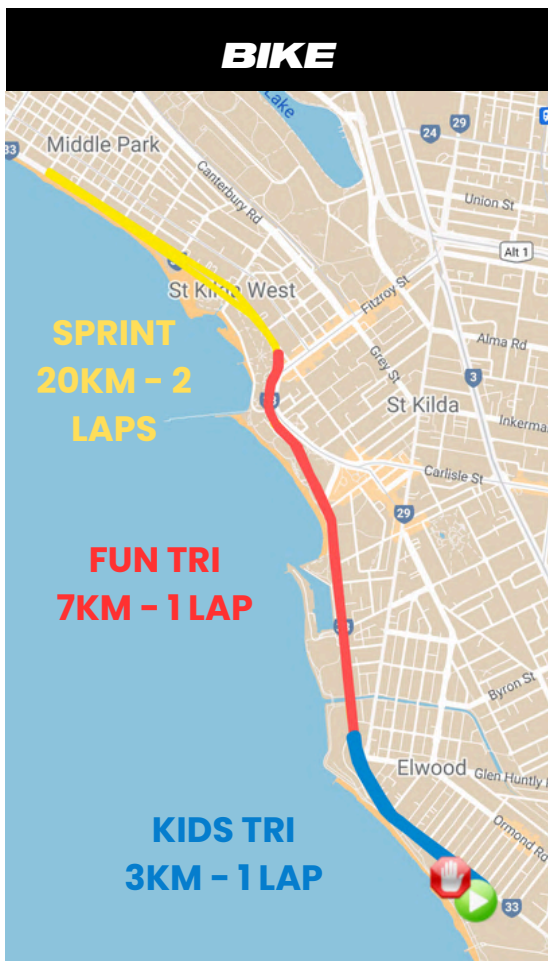 BIKE
Lake
33
Middle Park
24
29
Canterbury Rd
Union St
Alt 1
St Kilda West
Fitzroy St
SPRINT
20KM - 2
LAPS
Alma Rd
Grey St
3
St Kilda
Inkerma
Carlisle St
29
FUN TRI
7KM - 1 LAP
Byron St
Elwood
Glen Huntly
Ormond Rd
KIDS TRI
3KM - 1 LAP
33